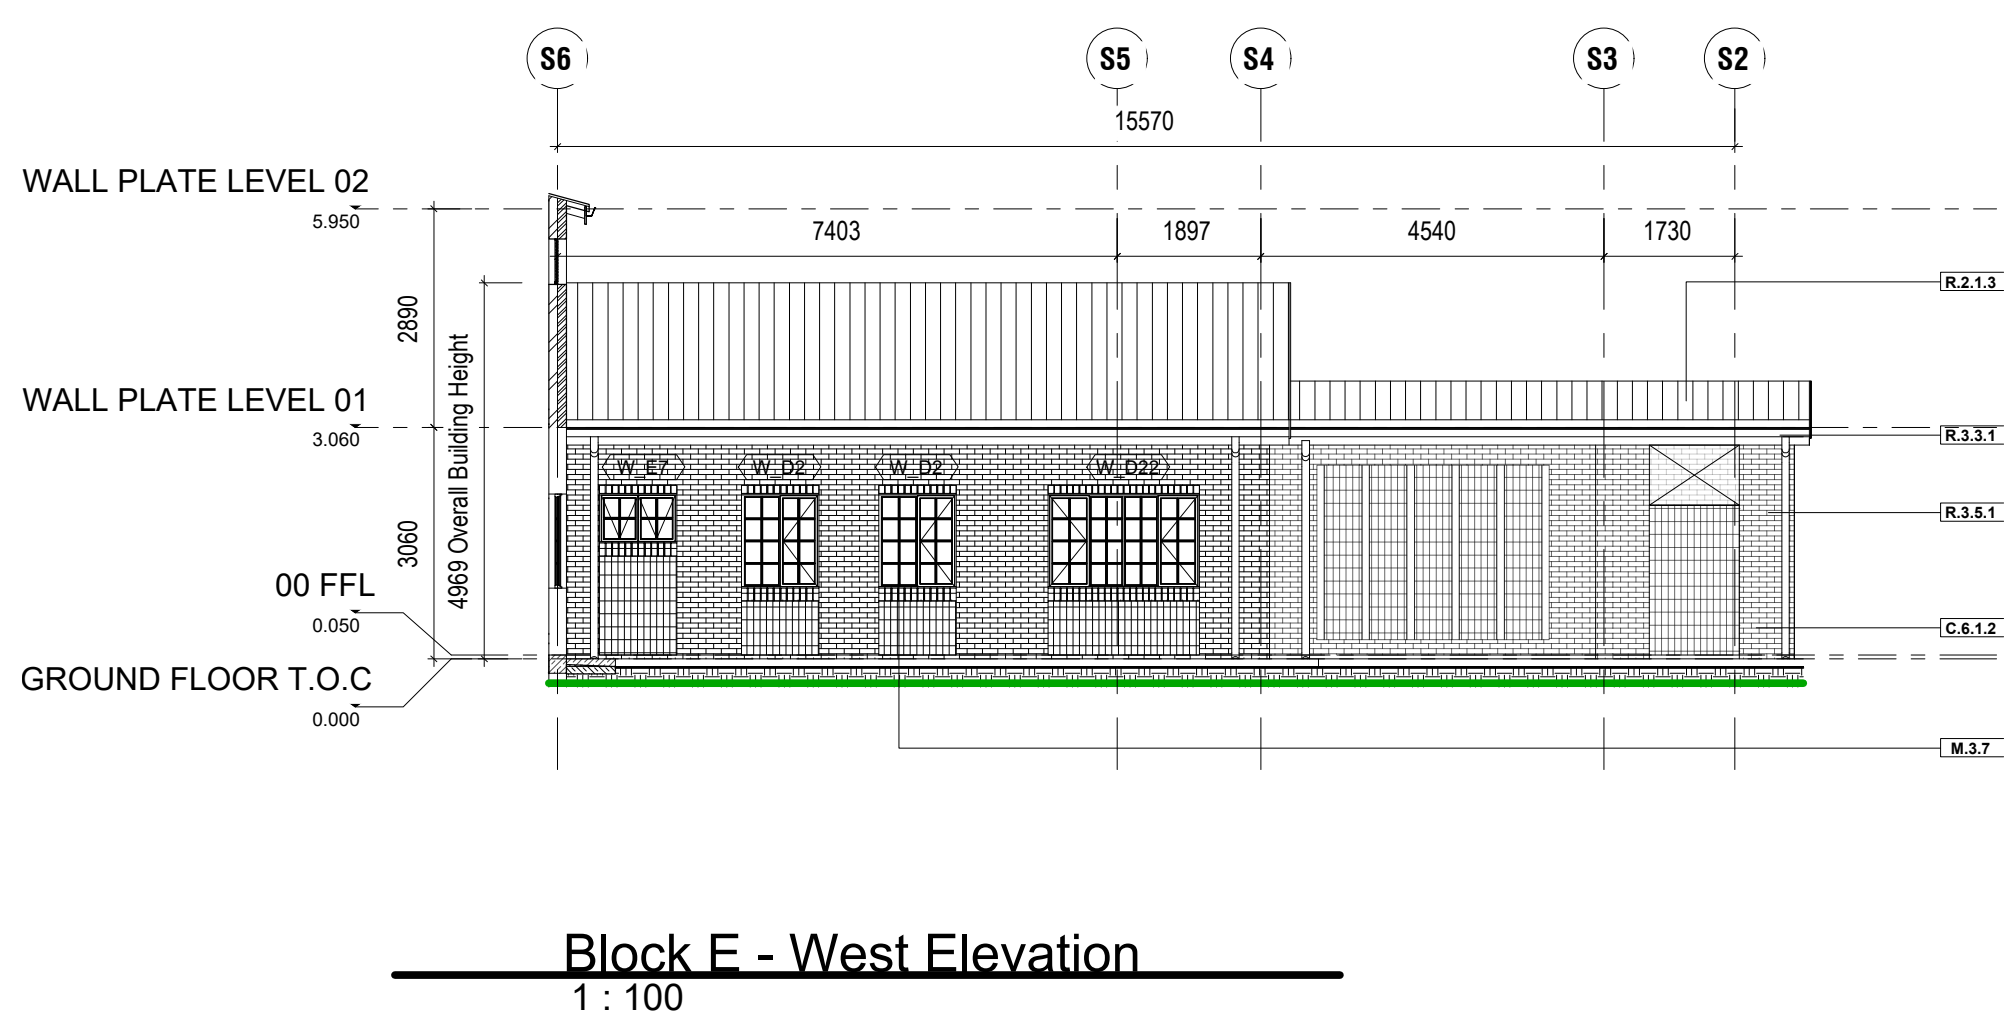 S6 S5 S4 S3 S2
15570
WALL PLATE LEVEL 02
5.950
7403 1897 4540 1730
R.2.1.3
2890
4969 Overall Building Height
WALL PLATE LEVEL 01
3.060
R.3.3.1
W_E7 W_D2 W_D2 W_D22
R.3.5.1
3060
00 FFL
0.050
C.6.1.2
GROUND FLOOR T.O.C
0.000
M.3.7
Block E - West Elevation
1 : 100